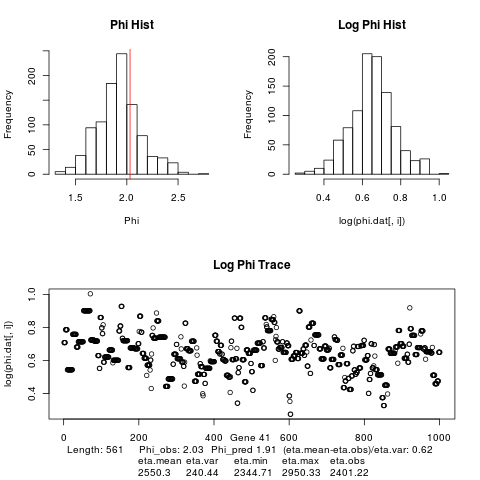 Phi Hist
Log Phi Hist
Frequency
0 50 100 200
1.5 2.0 2.5
Phi
Frequency
0 50 100 150 200
0.4 0.6 0.8 1.0
log(phi.dat[, i])
Log Phi Trace
log(phi.dat[, i])
0.4 0.6 0.8 1.0
0 200 400 600 800 1000
Gene 41
Length: 561 Phi_obs: 2.03 Phi_pred 1.91 (eta.mean-eta.obs)/eta.var: 0.62
eta.mean eta.var eta.min eta.max eta.obs
2550.3 240.44 2344.71 2950.33 2401.22